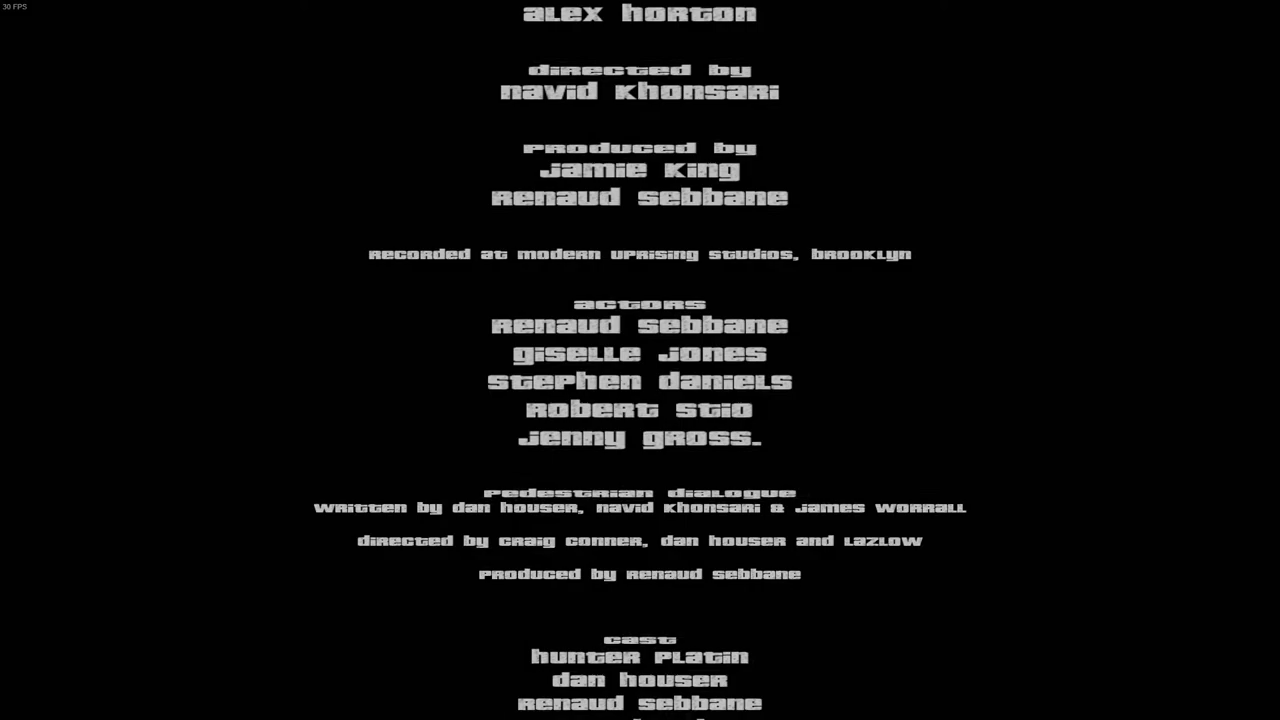 30 FPS
alex horton
directed by
navid khonsari
produced by
jamie king
renaud sebbane
recorded at modern uprising studios, brooklyn
actors
renaud sebbane
giselle jones
stephen daniels
robert stio
jenny gross.
pedestrian dialogue
written by dan houser, navid khonsari & james worrall
directed by craig conner, dan houser and lazlow
produced by renaud sebbane
cast
hunter platin
dan houser
renaud sebbane